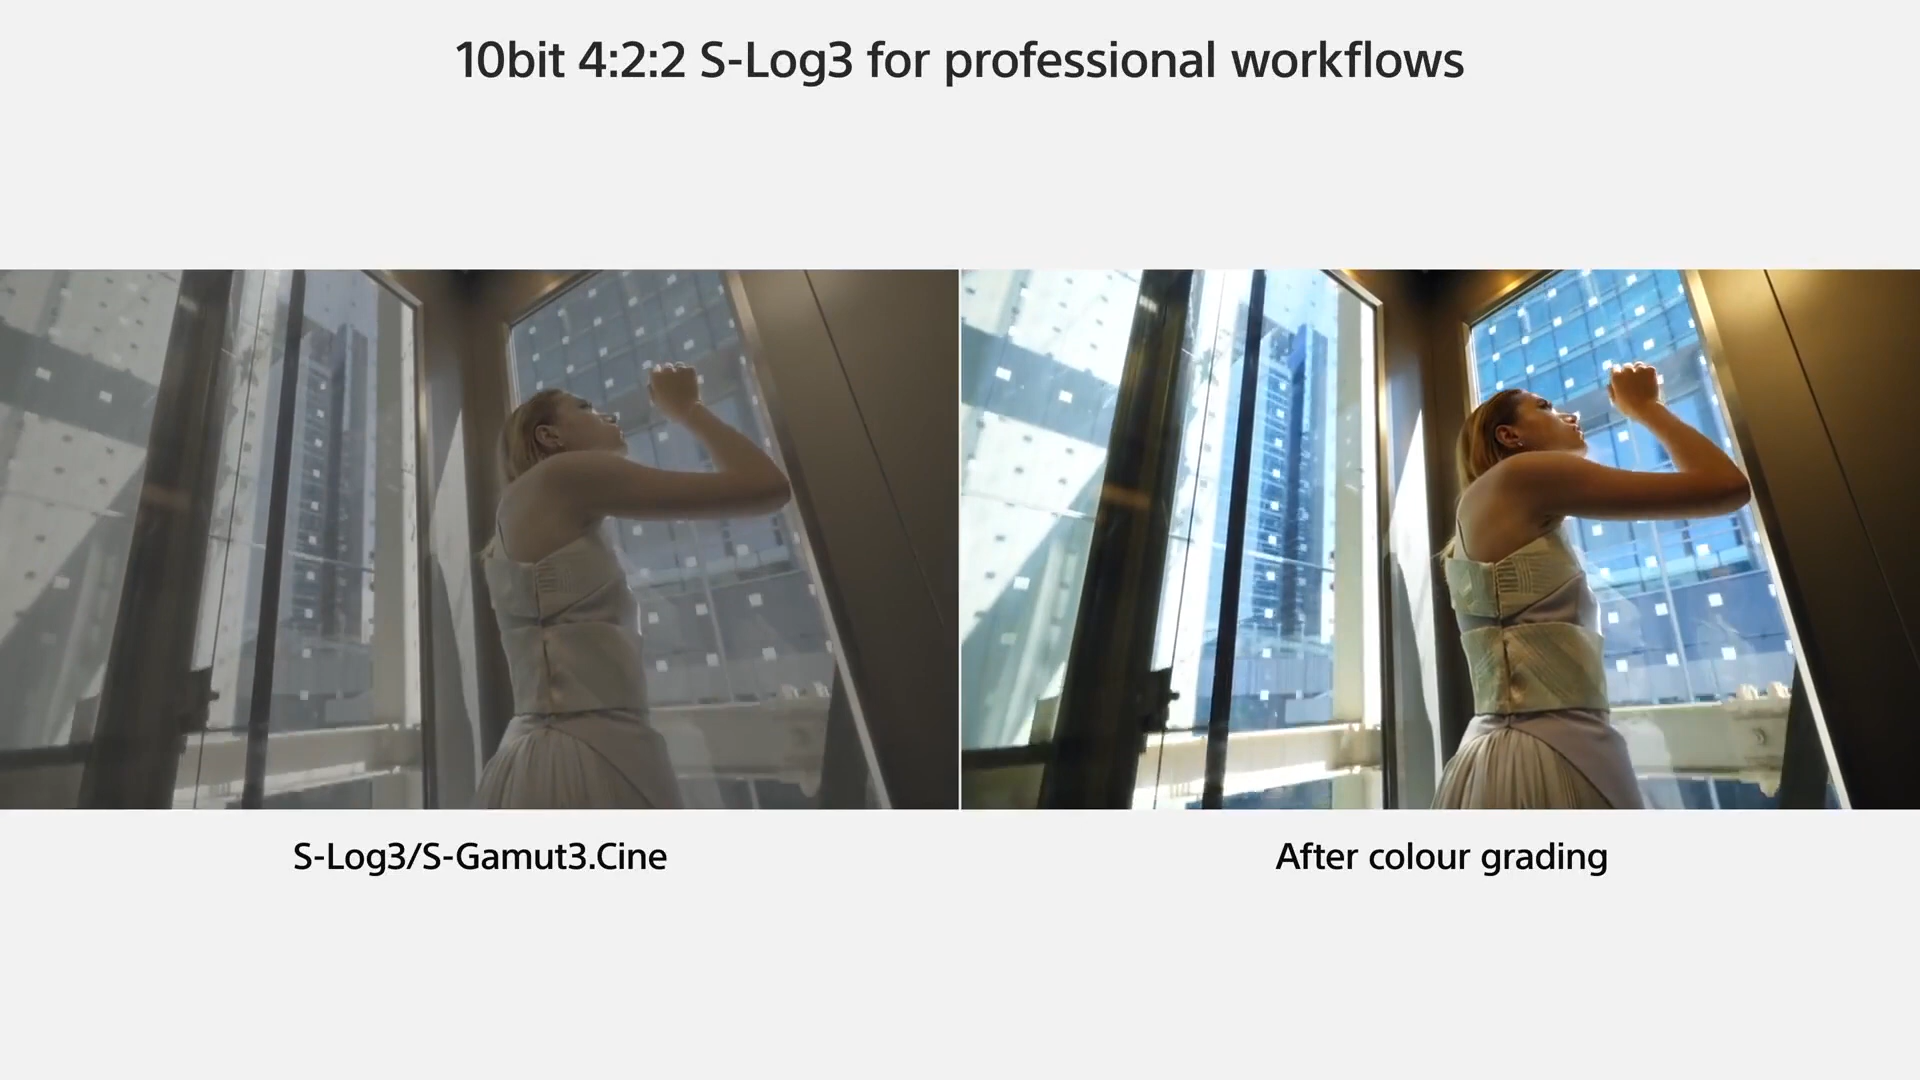 10bit 4:2:2 S-Log3 for professional workflows
S-Log3/S-Gamut3.Cine
After colour grading